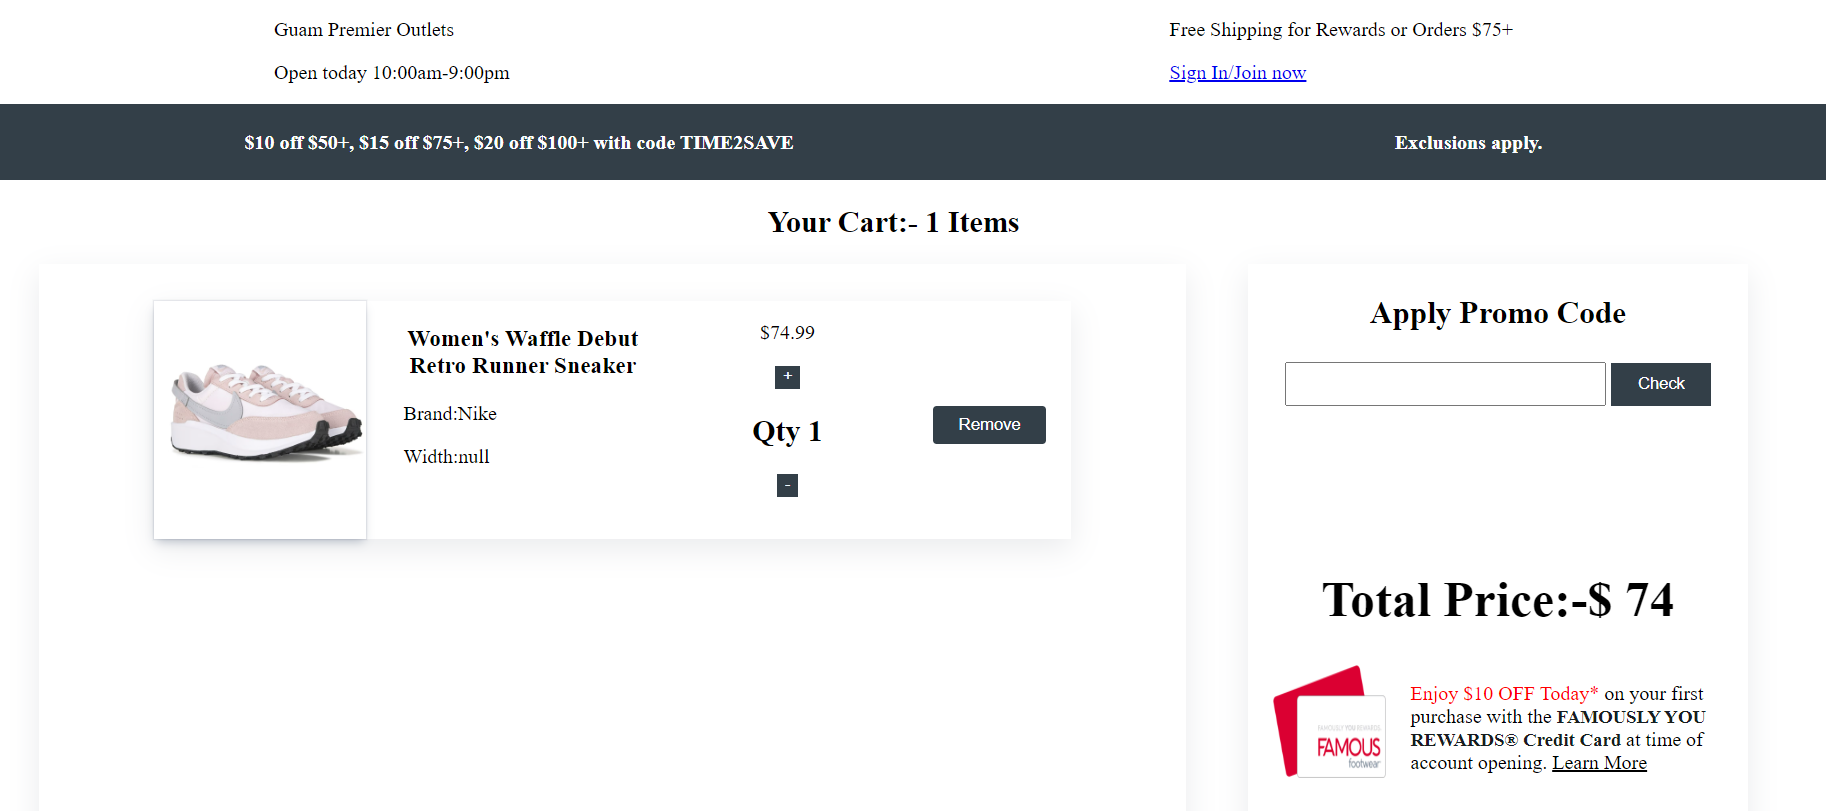 Guam Premier Outlets
Free Shipping for Rewards or Orders $75+
Open today 10:00am-9:00pm
Sign In/Join now
$10 off $50+, $15 off $75+, $20 off $100+ with code TIME2SAVE
Exclusions apply.
Your Cart:- 1 Items
Women's Waffle Debut
Retro Runner Sneaker
Brand:Nike
Width:null
$74.99
+
Qty 1
-
Remove
Apply Promo Code
Check
Total Price:-$ 74
FAMOUSLY YOU REWARDS
FAMOUS
footwear
Enjoy $10 OFF Today* on your first
purchase with the FAMOUSLY YOU
REWARDS® Credit Card at time of
account opening. Learn More